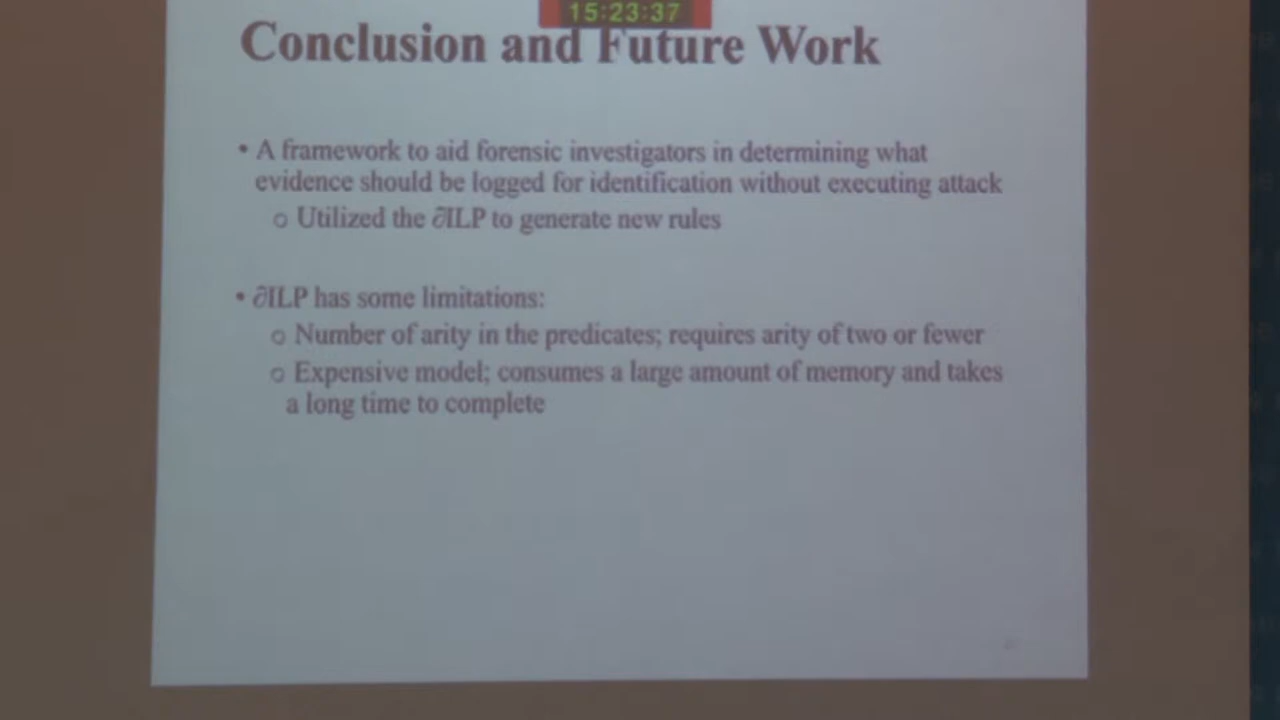 15:23:37
Conclusion and Future Work
• A framework to aid forensic investigators in determining what
evidence should be logged for identification without executing attack
o Utilized the ∂ILP to generate new rules
• ∂ILP has some limitations:
o Number of arity in the predicates; requires arity of two or fewer
o Expensive model; consumes a large amount of memory and takes
a long time to complete